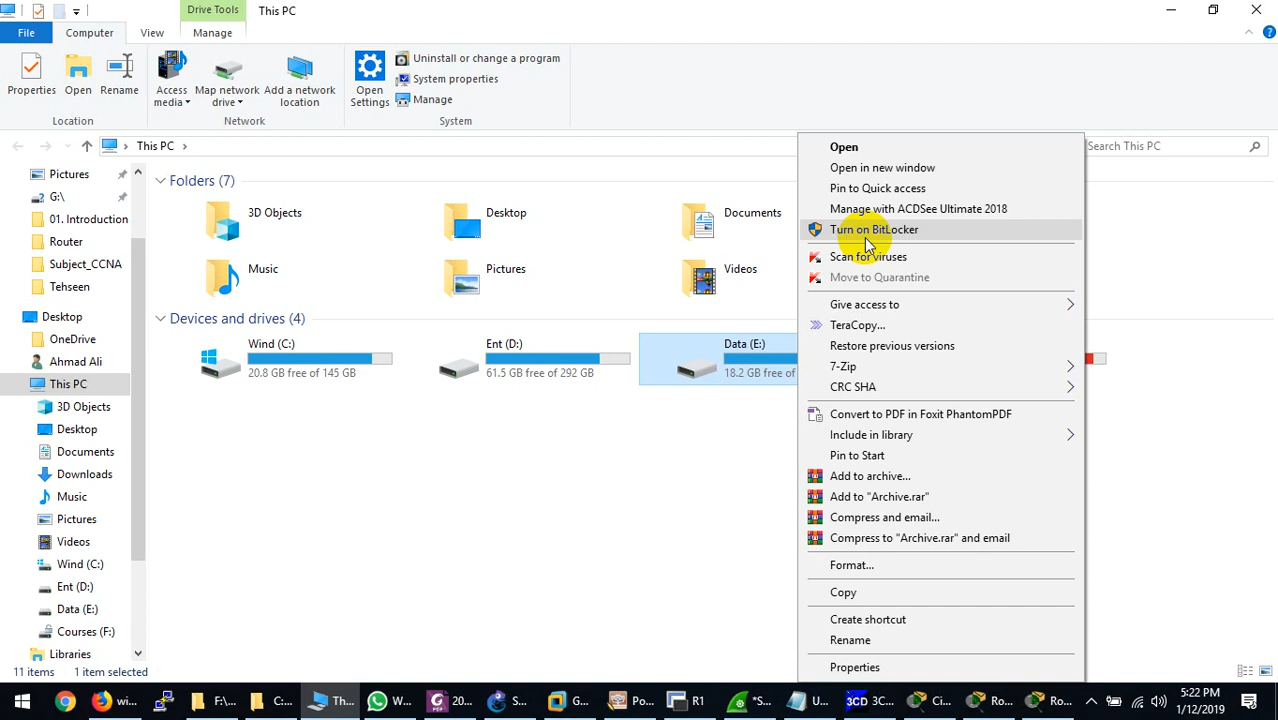 Drive Tools
This PC
File
Computer
View
Manage
Properties
Open
Rename
Access media
Map network drive
Add a network location
Open Settings
Uninstall or change a program
System properties
Manage
Location
Network
System
This PC
Search This PC
Pictures
G:\
01. Introduction
Router
Subject_CCNA
Tehseen
Desktop
OneDrive
Ahmad Ali
This PC
3D Objects
Desktop
Documents
Downloads
Music
Pictures
Videos
Wind (C:)
Ent (D:)
Data (E:)
Courses (F:)
Libraries
Folders (7)
3D Objects
Desktop
Documents
Music
Pictures
Videos
Devices and drives (4)
Wind (C:)
20.8 GB free of 145 GB
Ent (D:)
61.5 GB free of 292 GB
Data (E:)
18.2 GB free of
Open
Open in new window
Pin to Quick access
Manage with ACDSee Ultimate 2018
Turn on BitLocker
Scan for viruses
Move to Quarantine
Give access to
TeraCopy...
Restore previous versions
7-Zip
CRC SHA
Convert to PDF in Foxit PhantomPDF
Include in library
Pin to Start
Add to archive...
Add to "Archive.rar"
Compress and email...
Compress to "Archive.rar" and email
Format...
Copy
Create shortcut
Rename
Properties
11 items
1 item selected
wi...
F:\...
C:...
Th...
W...
20...
S...
G...
Po...
R1
*S...
U...
3C...
Ci...
Ro...
Ro...
5:22 PM
1/12/2019